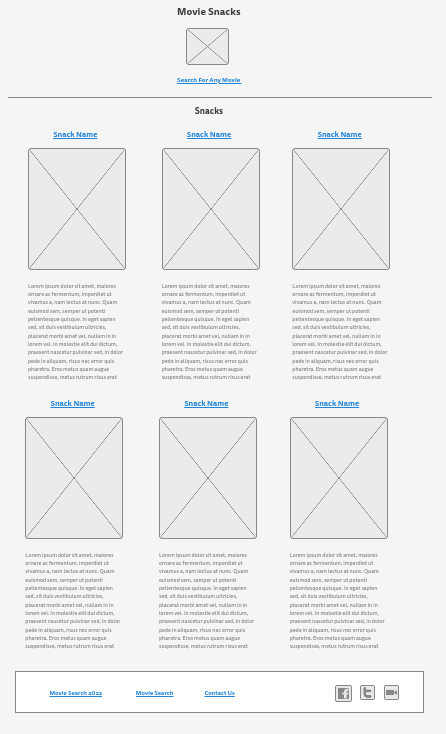 Movie Snacks
Search For Any Movie
Snacks
Snack Name
Snack Name
Snack Name
Lorem ipsum dolor sit amet, maiores
ornare ac fermentum, imperdiet ut
vivamus a, nam lectus at nunc. Quam
euismod sem, semper ut potenti
pellentesque quisque. In eget sapien
sed, sit duis vestibulum ultricies,
placerat morbi amet vel, nullam in in
lorem vel. In molestie elit dui dictum,
praesent nascetur pulvinar sed, in dolor
pede in aliquam, risus nec error quis
pharetra. Eros metus quam augue
suspendisse, metus rutrum risus erat
Lorem ipsum dolor sit amet, maiores
ornare ac fermentum, imperdiet ut
vivamus a, nam lectus at nunc. Quam
euismod sem, semper ut potenti
pellentesque quisque. In eget sapien
sed, sit duis vestibulum ultricies,
placerat morbi amet vel, nullam in in
lorem vel. In molestie elit dui dictum,
praesent nascetur pulvinar sed, in dolor
pede in aliquam, risus nec error quis
pharetra. Eros metus quam augue
suspendisse, metus rutrum risus erat
Lorem ipsum dolor sit amet, maiores
ornare ac fermentum, imperdiet ut
vivamus a, nam lectus at nunc. Quam
euismod sem, semper ut potenti
pellentesque quisque. In eget sapien
sed, sit duis vestibulum ultricies,
placerat morbi amet vel, nullam in in
lorem vel. In molestie elit dui dictum,
praesent nascetur pulvinar sed, in dolor
pede in aliquam, risus nec error quis
pharetra. Eros metus quam augue
suspendisse, metus rutrum risus erat
Snack Name
Snack Name
Snack Name
Lorem ipsum dolor sit amet, maiores
ornare ac fermentum, imperdiet ut
vivamus a, nam lectus at nunc. Quam
euismod sem, semper ut potenti
pellentesque quisque. In eget sapien
sed, sit duis vestibulum ultricies,
placerat morbi amet vel, nullam in in
lorem vel. In molestie elit dui dictum,
praesent nascetur pulvinar sed, in dolor
pede in aliquam, risus nec error quis
pharetra. Eros metus quam augue
suspendisse, metus rutrum risus erat
Lorem ipsum dolor sit amet, maiores
ornare ac fermentum, imperdiet ut
vivamus a, nam lectus at nunc. Quam
euismod sem, semper ut potenti
pellentesque quisque. In eget sapien
sed, sit duis vestibulum ultricies,
placerat morbi amet vel, nullam in in
lorem vel. In molestie elit dui dictum,
praesent nascetur pulvinar sed, in dolor
pede in aliquam, risus nec error quis
pharetra. Eros metus quam augue
suspendisse, metus rutrum risus erat
Lorem ipsum dolor sit amet, maiores
ornare ac fermentum, imperdiet ut
vivamus a, nam lectus at nunc. Quam
euismod sem, semper ut potenti
pellentesque quisque. In eget sapien
sed, sit duis vestibulum ultricies,
placerat morbi amet vel, nullam in in
lorem vel. In molestie elit dui dictum,
praesent nascetur pulvinar sed, in dolor
pede in aliquam, risus nec error quis
pharetra. Eros metus quam augue
suspendisse, metus rutrum risus erat
Movie Search 2022
Movie Search
Contact Us